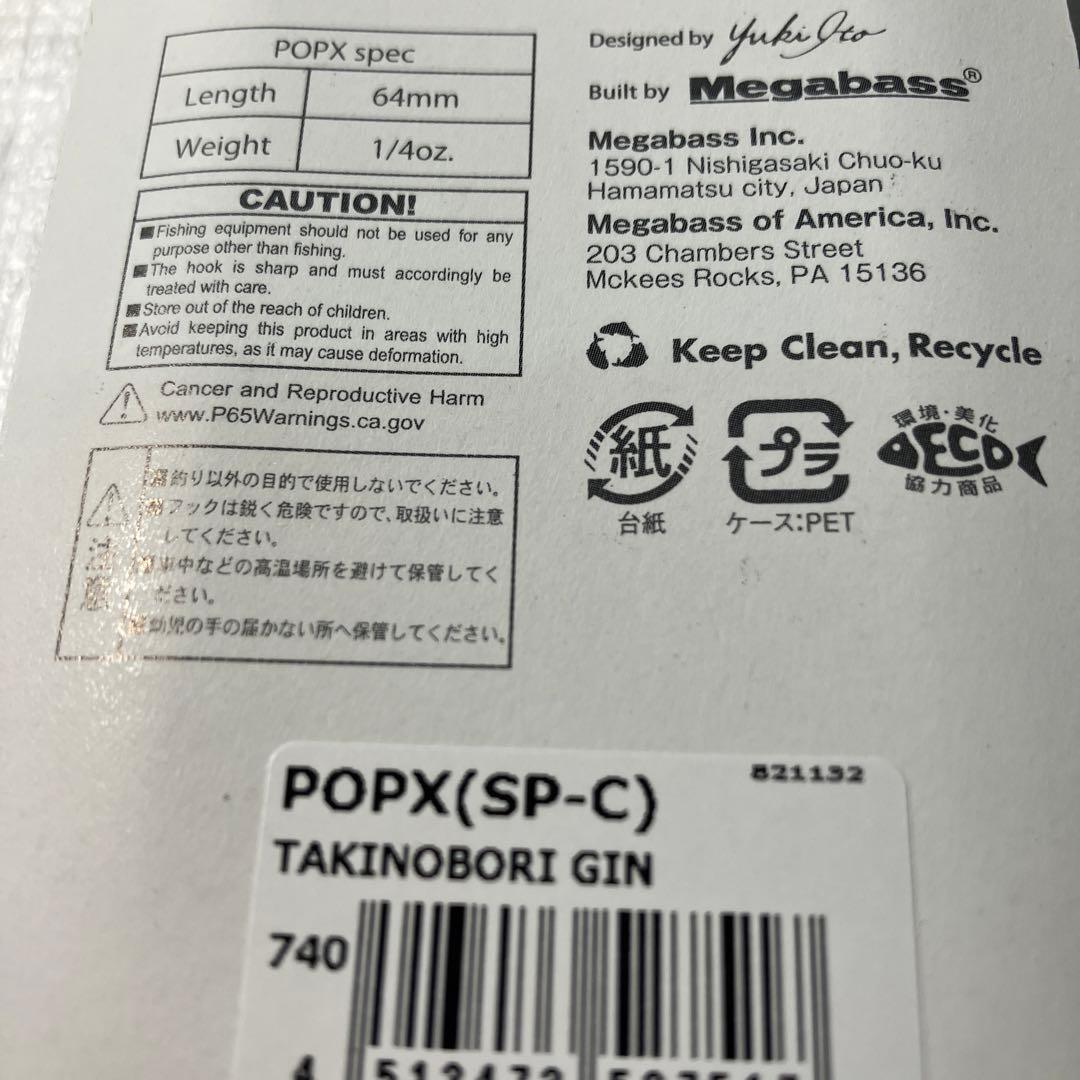 POPX spec
Length 64mm
Weight 1/4oz.
CAUTION!
■Fishing equipment should not be used for any
purpose other than fishing.
■The hook is sharp and must accordingly be
treated with care.
■Store out of the reach of children.
■Avoid keeping this product in areas with high
temperatures, as it may cause deformation.
Cancer and Reproductive Harm
www.P65Warnings.ca.gov
注意
■釣り以外の目的で使用しないでください。
■フックは鋭く危険ですので、取扱いに注意
してください。
■車中などの高温場所を避けて保管してく
ださい。
■幼児の手の届かない所へ保管してください。
Designed by Yuki Ito
Built by Megabass®
Megabass Inc.
1590-1 Nishigasaki Chuo-ku
Hamamatsu city, Japan
Megabass of America, Inc.
203 Chambers Street
Mckees Rocks, PA 15136
Keep Clean, Recycle
紙
台紙
プラ
ケース:PET
環境・美化
ECO
協力商品
POPX(SP-C)
821132
TAKINOBORI GIN
740